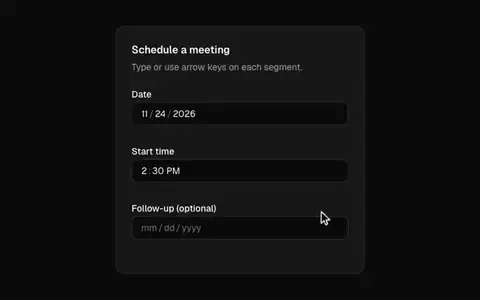 Schedule a meeting
Type or use arrow keys on each segment.
Date
11 / 24 / 2026
Start time
2 : 30 PM
Follow-up (optional)
mm / dd / yyyy